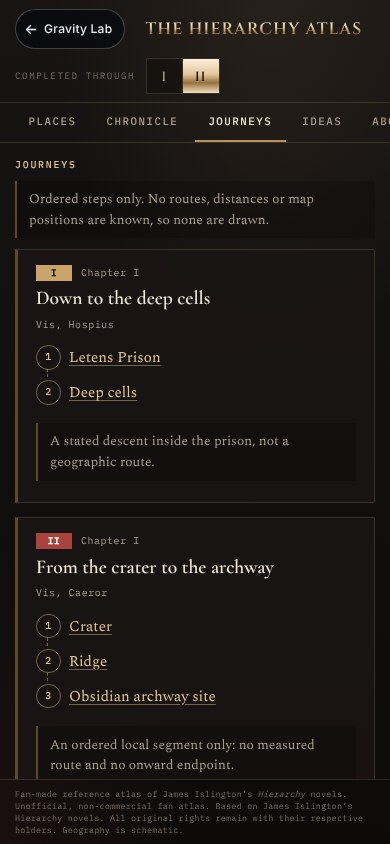 ← Gravity Lab
THE HIERARCHY ATLAS
COMPLETED THROUGH I II
PLACES CHRONICLE JOURNEYS IDEAS
JOURNEYS
Ordered steps only. No routes, distances or map
positions are known, so none are drawn.
I Chapter I
Down to the deep cells
Vis, Hospius
1 Letens Prison
2 Deep cells
A stated descent inside the prison, not a
geographic route.
II Chapter I
From the crater to the archway
Vis, Caeror
1 Crater
2 Ridge
3 Obsidian archway site
An ordered local segment only: no measured
route and no onward endpoint.
Fan-made reference atlas of James Islington's Hierarchy novels.
Unofficial, non-commercial fan atlas. Based on James Islington's
Hierarchy novels. All original rights remain with their respective
holders. Geography is schematic.